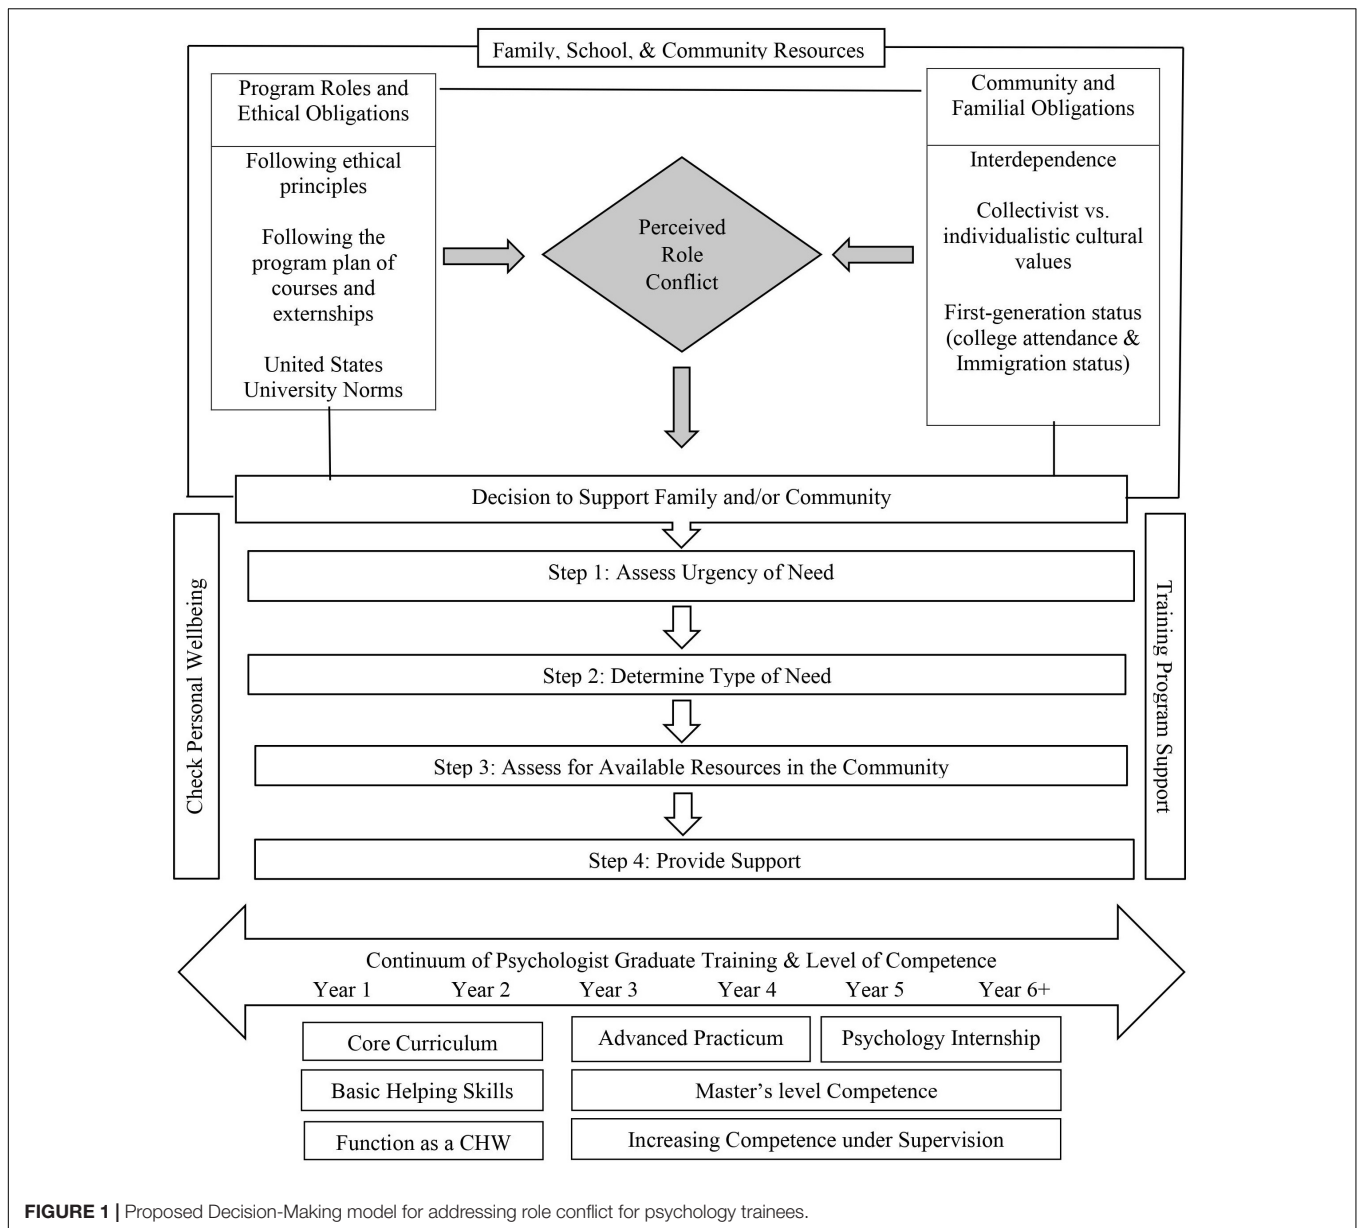 Family, School, & Community Resources
Program Roles and
Ethical Obligations
Following ethical
principles
Following the
program plan of
courses and
externships
United States
University Norms
Perceived
Role
Conflict
Community and
Familial Obligations
Interdependence
Collectivist vs.
individualistic cultural
values
First-generation status
(college attendance &
Immigration status)
Decision to Support Family and/or Community
Check Personal Wellbeing
Step 1: Assess Urgency of Need
Step 2: Determine Type of Need
Step 3: Assess for Available Resources in the Community
Step 4: Provide Support
Training Program Support
Continuum of Psychologist Graduate Training & Level of Competence
Year 1 Year 2 Year 3 Year 4 Year 5 Year 6+
Core Curriculum
Advanced Practicum
Psychology Internship
Basic Helping Skills
Master’s level Competence
Function as a CHW
Increasing Competence under Supervision
FIGURE 1 | Proposed Decision-Making model for addressing role conflict for psychology trainees.